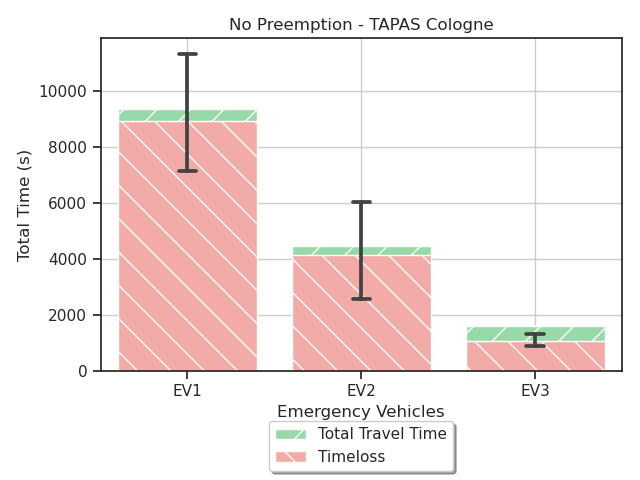 No Preemption - TAPAS Cologne
Total Time (s)
10000
8000
6000
4000
2000
0
EV1 EV2 EV3
Emergency Vehicles
Total Travel Time
Timeloss